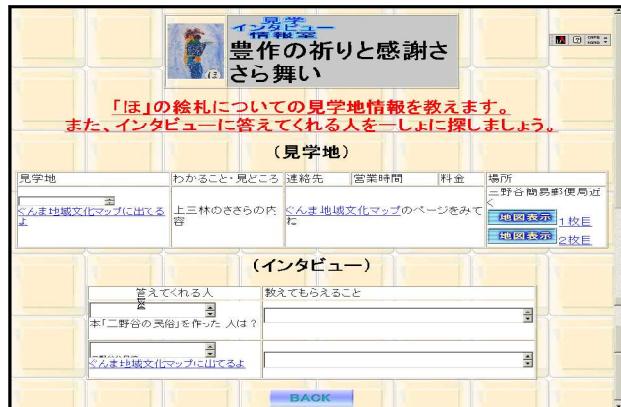 見学
インタビュー
情報室
ほ
豊作の祈りと感謝さ
さら舞い
「ほ」の絵札についての見学地情報を教えます。
また、インタビューに答えてくれる人を一しょに探しましょう。
（見学地）
見学地 わかること・見どころ 連絡先 営業時間 料金 場所
ぐんま地域文化マップに出てる
よ
上三林のささらの内
容
ぐんま地域文化マップのページをみて
ね
三野谷簡易郵便局近
く
地図表示 1枚目
地図表示 2枚目
（インタビュー）
答えてくれる人 教えてもらえること
本「三野谷の民俗」を作った 人は？
ぐんま地域文化マップに出てるよ
BACK